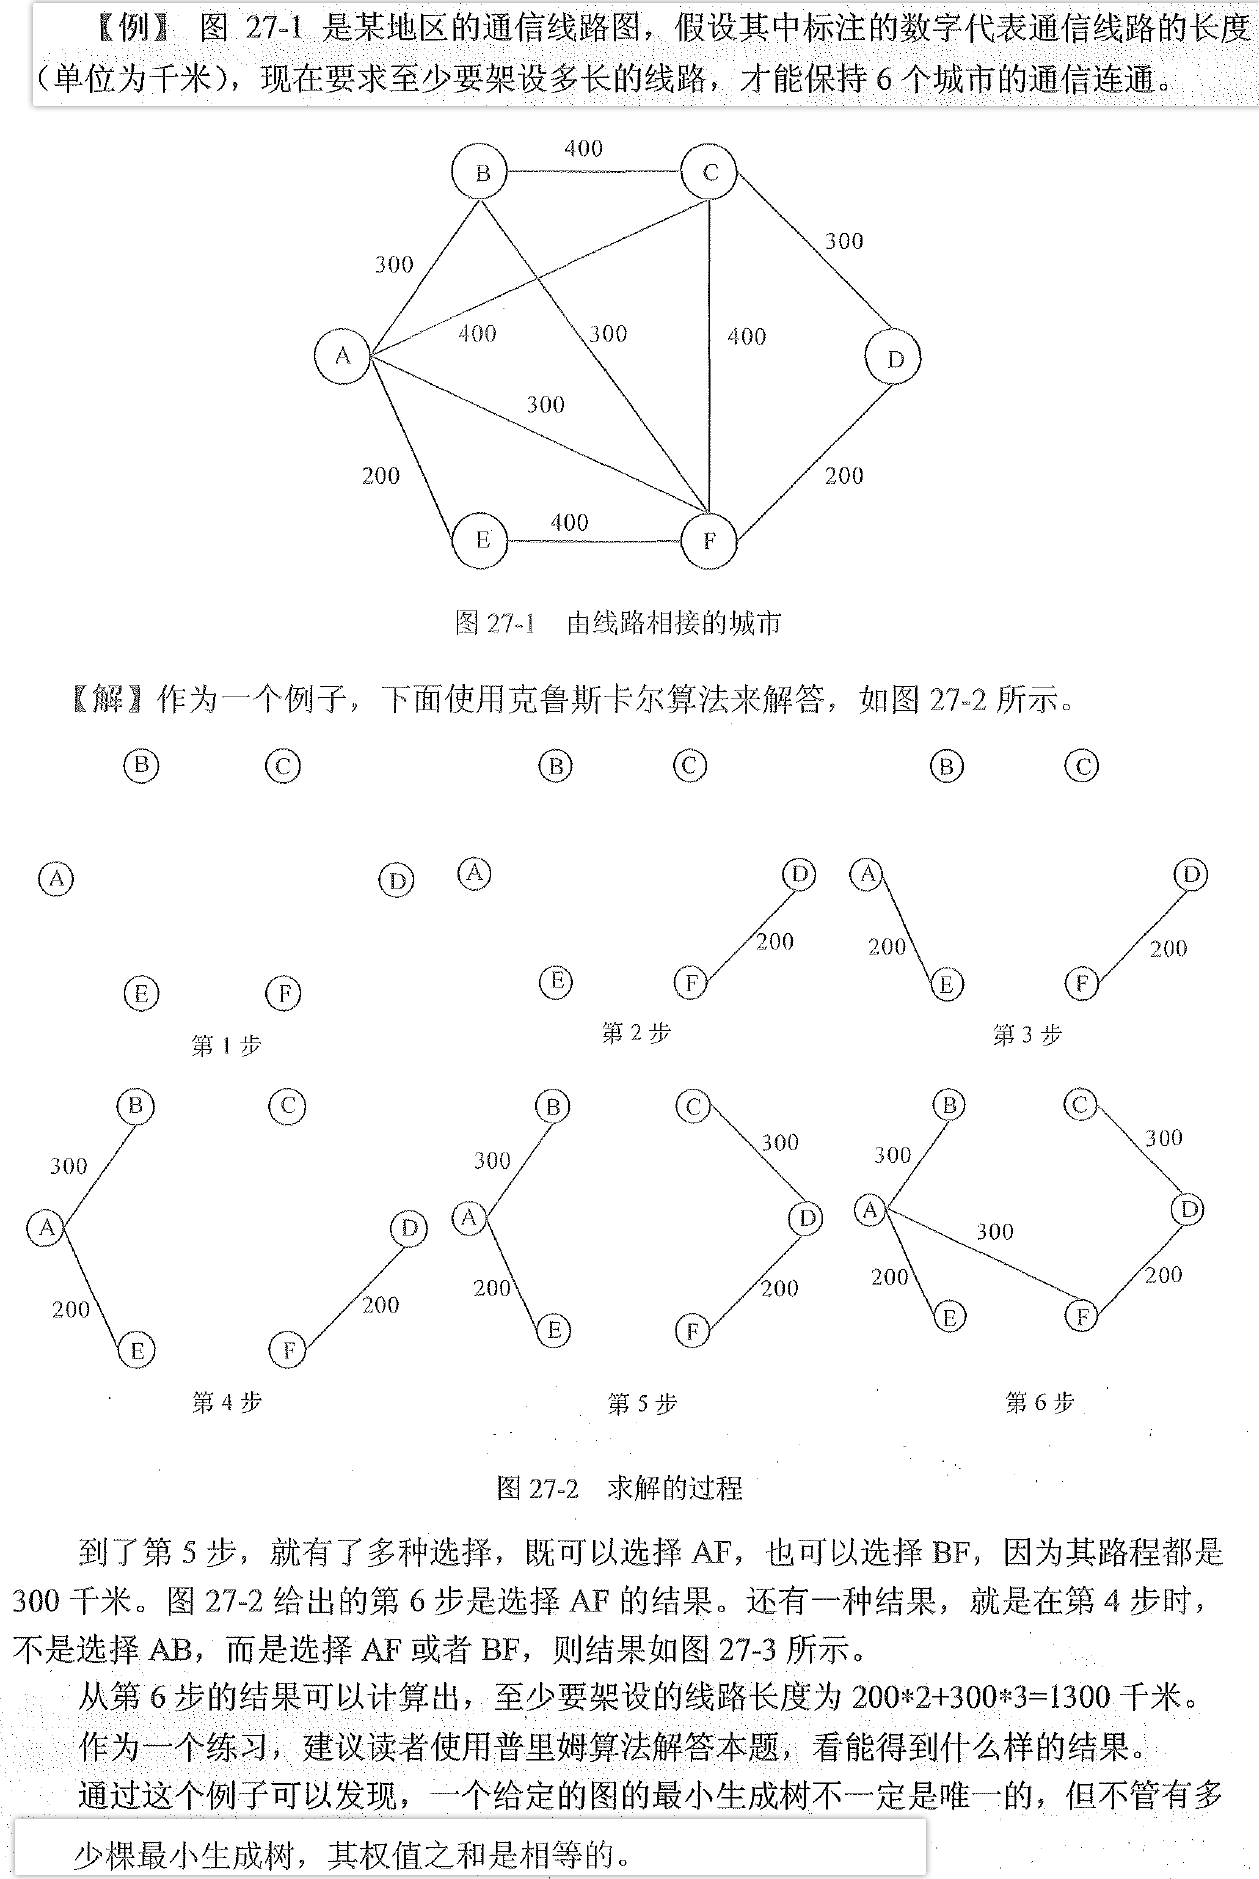 【例】 图 27-1 是某地区的通信线路图，假设其中标注的数字代表通信线路的长度
（单位为千米），现在要求至少要架设多长的线路，才能保持 6 个城市的通信连通。
400
B
C
300
300
400
300
400
A
D
300
200
200
400
E
F
图 27-1 由线路相接的城市
【解】作为一个例子，下面使用克鲁斯卡尔算法来解答，如图 27-2 所示。
B C
A D
E F
第 1 步
B C
A D
200
E F
第 2 步
B C
A D
200 200
E F
第 3 步
B C
300
A D
200 200
E F
第 4 步
B C
300 300
A D
200 200
E F
第 5 步
B C
300 300
A D
300
200 200
E F
第 6 步
图 27-2 求解的过程
到了第 5 步，就有了多种选择，既可以选择 AF，也可以选择 BF，因为其路程都是
300 千米。图 27-2 给出的第 6 步是选择 AF 的结果。还有一种结果，就是在第 4 步时，
不是选择 AB，而是选择 AF 或者 BF，则结果如图 27-3 所示。
从第 6 步的结果可以计算出，至少要架设的线路长度为 200*2+300*3=1300 千米。
作为一个练习，建议读者使用普里姆算法解答本题，看能得到什么样的结果。
通过这个例子可以发现，一个给定的图的最小生成树不一定是唯一的，但不管有多
少棵最小生成树，其权值之和是相等的。